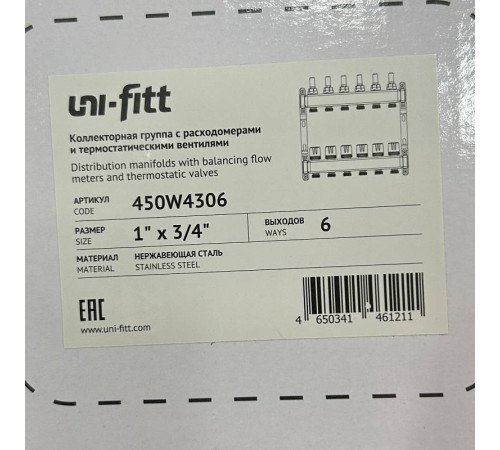 uni-fitt
Коллекторная группа с расходомерами
и термостатическими вентилями
Distribution manifolds with balancing flow
meters and thermostatic valves
АРТИКУЛ
CODE
450W4306
РАЗМЕР
SIZE
1" x 3/4"
ВЫХОДОВ
WAYS
6
МАТЕРИАЛ
MATERIAL
НЕРЖАВЕЮЩАЯ СТАЛЬ
STAINLESS STEEL
EAC
www.uni-fitt.com
4 650341 461211